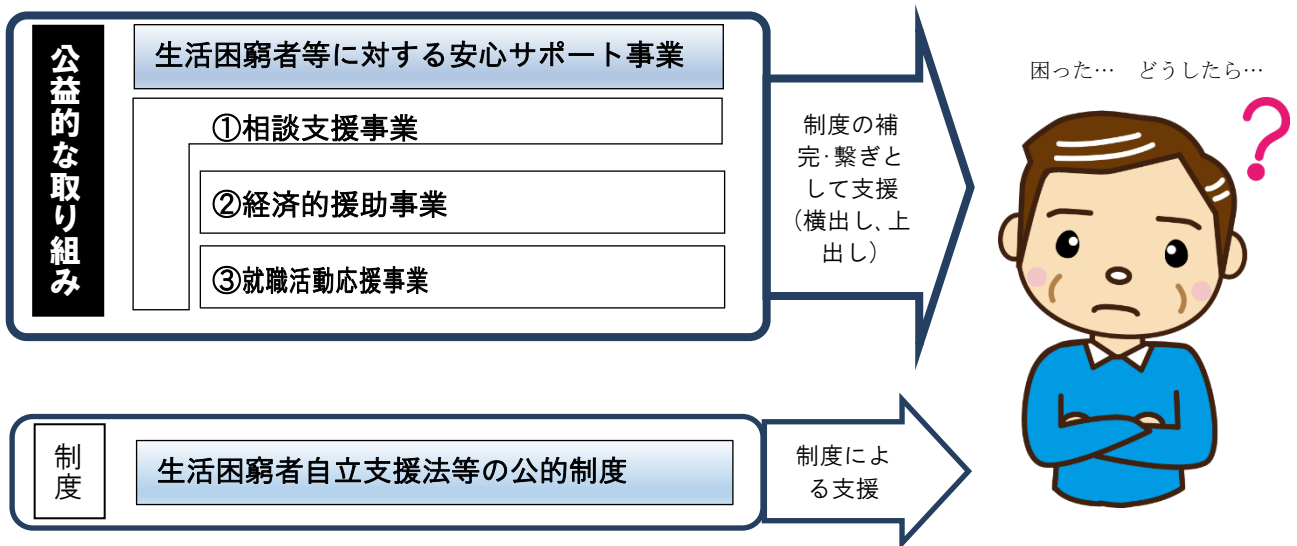 公益的な取り組み
生活困窮者等に対する安心サポート事業
①相談支援事業
②経済的援助事業
③就職活動応援事業
制度の補
完・繋ぎと
して支援
（横出し、上
出し）
困った… どうしたら…
?
制度
生活困窮者自立支援法等の公的制度
制度によ
る支援